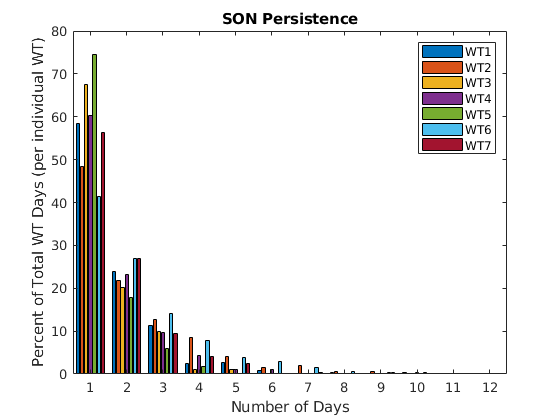 SON Persistence
80
70
60
50
40
30
20
10
0
Percent of Total WT Days (per individual WT)
WT1
WT2
WT3
WT4
WT5
WT6
WT7
1 2 3 4 5 6 7 8 9 10 11 12
Number of Days